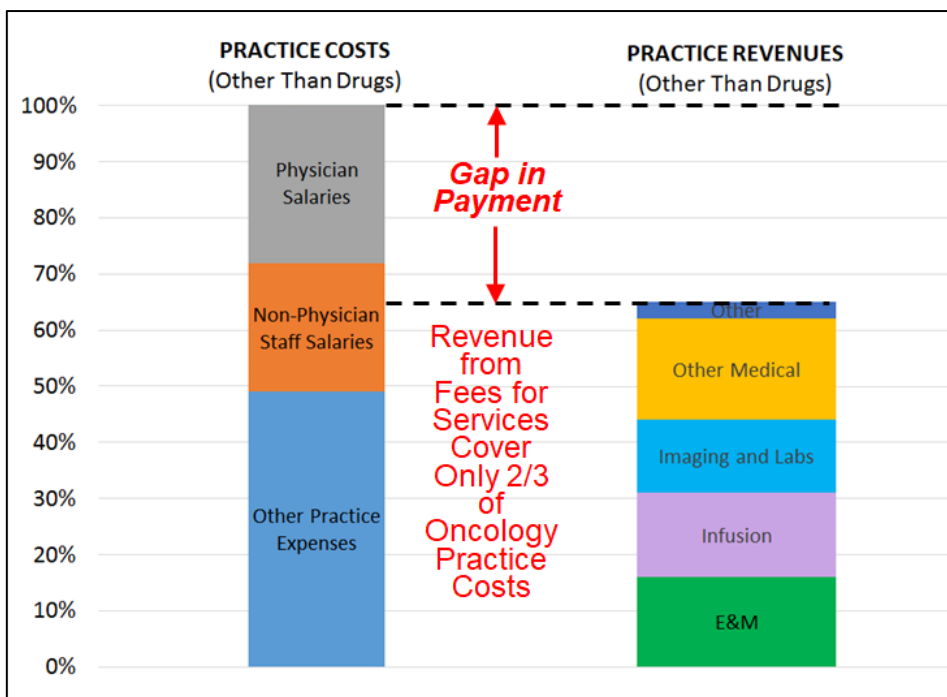 PRACTICE COSTS
(Other Than Drugs)
PRACTICE REVENUES
(Other Than Drugs)
100%
90%
80%
70%
60%
50%
40%
30%
20%
10%
0%
Physician
Salaries
Non-Physician
Staff Salaries
Other Practice
Expenses
Gap in
Payment
Revenue
from
Fees for
Services
Cover
Only 2/3
of
Oncology
Practice
Costs
Other
Other Medical
Imaging and Labs
Infusion
E&M